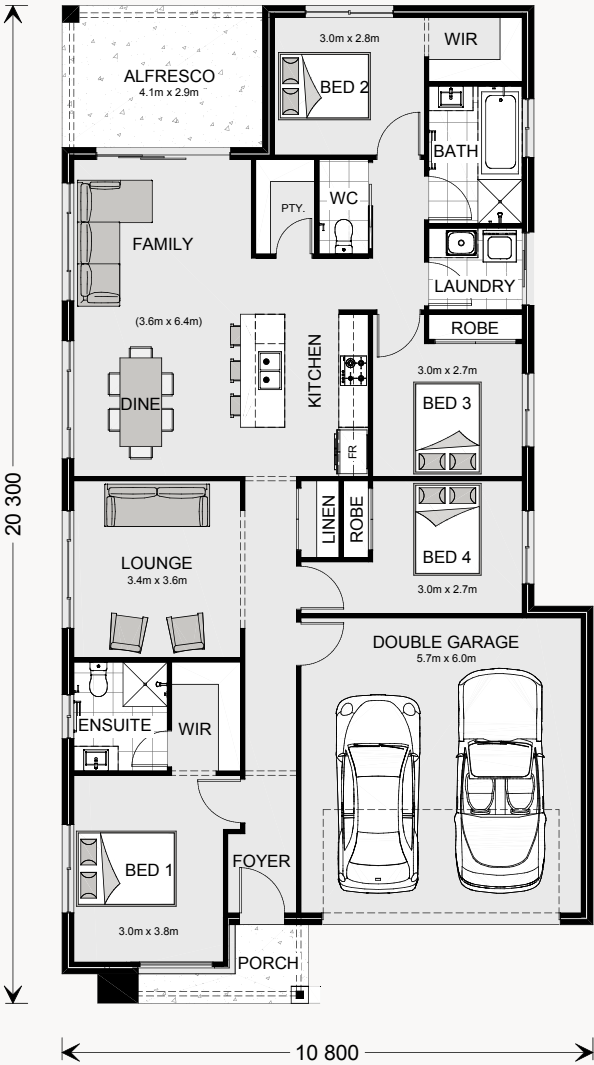 3.0m x 2.8m
WIR
ALFRESCO
4.1m x 2.9m
BED 2
BATH
WC
PTY.
FAMILY
LAUNDRY
(3.6m x 6.4m)
ROBE
KITCHEN
3.0m x 2.7m
DINE
BED 3
FR
20 300
LINEN
ROBE
LOUNGE
3.4m x 3.6m
BED 4
3.0m x 2.7m
DOUBLE GARAGE
5.7m x 6.0m
ENSUITE
WIR
BED 1
FOYER
3.0m x 3.8m
PORCH
10 800